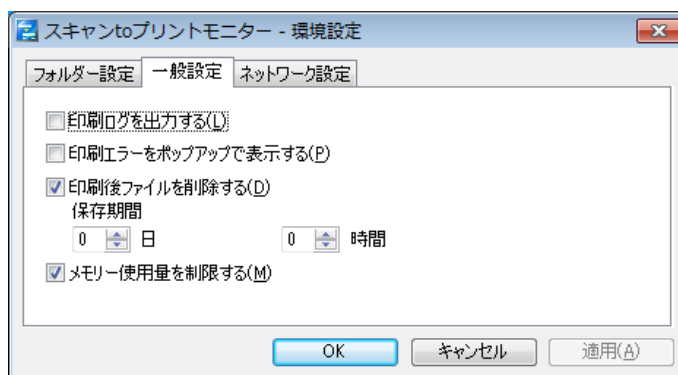 スキャンtoプリントモニター - 環境設定
フォルダー設定 一般設定 ネットワーク設定
印刷ログを出力する(L)
印刷エラーをポップアップで表示する(P)
印刷後ファイルを削除する(D)
保存期間
0 日 0 時間
メモリー使用量を制限する(M)
OK キャンセル 適用(A)